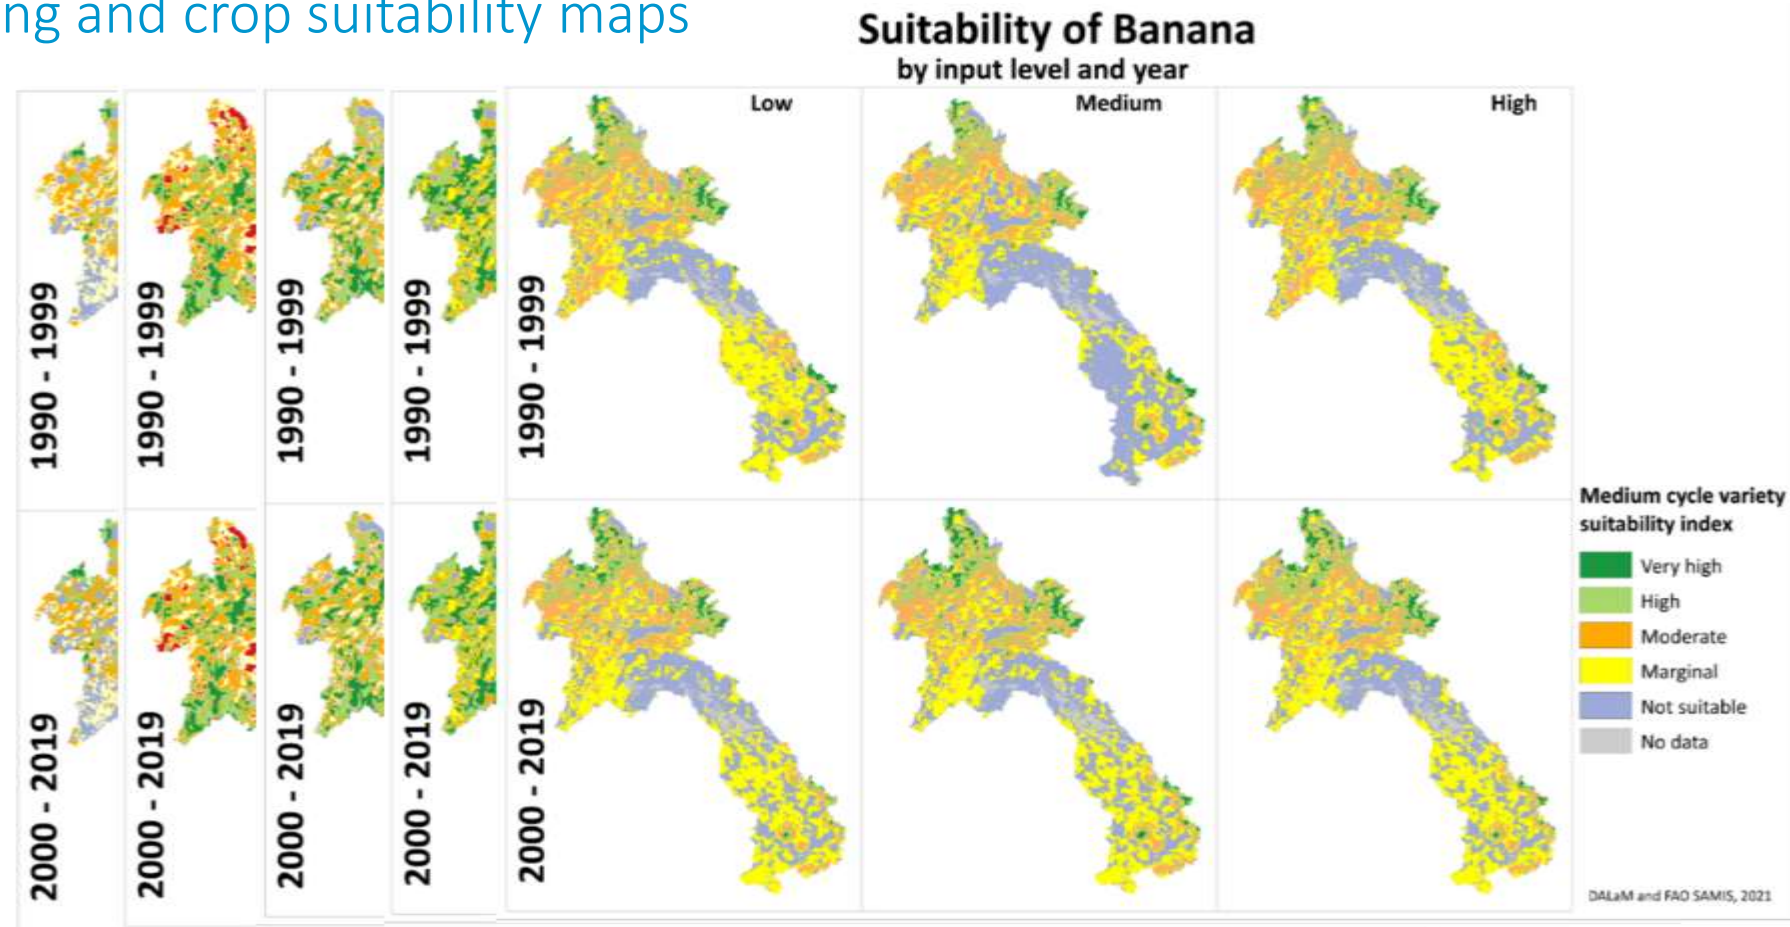 ng and crop suitability maps
Suitability of Banana
by input level and year
Low
Medium
High
1990 - 1999
1990 - 1999
1990 - 1999
1990 - 1999
1990 - 1999
2000 - 2019
2000 - 2019
2000 - 2019
2000 - 2019
2000 - 2019
Medium cycle variety
suitability index
Very high
High
Moderate
Marginal
Not suitable
No data
DALaM and FAO SAMIS, 2021